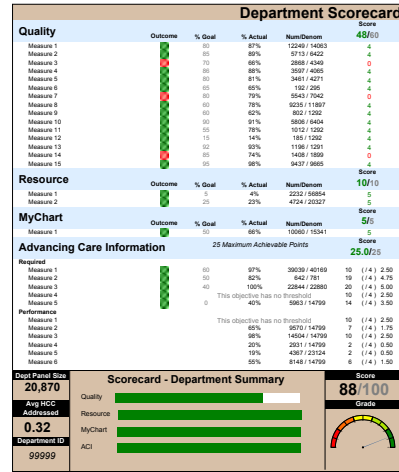 Department Scorecard
Quality Outcome % Goal % Actual Num/Denom Score 48/60
Measure 1 80 87% 12249 / 14063 4
Measure 2 85 89% 5713 / 6422 4
Measure 3 70 66% 2868 / 4349 0
Measure 4 86 88% 3597 / 4065 4
Measure 5 80 81% 3461 / 4271 4
Measure 6 65 65% 192 / 295 4
Measure 7 80 79% 5543 / 7042 0
Measure 8 60 78% 9235 / 11897 4
Measure 9 60 62% 802 / 1292 4
Measure 10 90 91% 5806 / 6404 4
Measure 11 55 78% 1012 / 1292 4
Measure 12 15 14% 185 / 1292 4
Measure 13 92 93% 1196 / 1291 4
Measure 14 85 74% 1408 / 1899 0
Measure 15 95 98% 9437 / 9665 4
Resource Outcome % Goal % Actual Num/Denom Score 10/10
Measure 1 5 4% 2232 / 56854 5
Measure 2 25 23% 4724 / 20327 5
MyChart Outcome % Goal % Actual Num/Denom Score 5/5
Measure 1 50 66% 10060 / 15341 5
Advancing Care Information 25 Maximum Achievable Points Score 25.0/25
Required
Measure 1 60 97% 39039 / 40169 10 ( / 4 ) 2.50
Measure 2 50 82% 642 / 781 19 ( / 4 ) 4.75
Measure 3 40 100% 22844 / 22880 20 ( / 4 ) 5.00
Measure 4 This objective has no threshold 10 ( / 4 ) 2.50
Measure 5 0 40% 5963 / 14799 14 ( / 4 ) 3.50
Performance
Measure 1 This objective has no threshold 10 ( / 4 ) 2.50
Measure 2 65% 9570 / 14799 7 ( / 4 ) 1.75
Measure 3 98% 14504 / 14799 10 ( / 4 ) 2.50
Measure 4 20% 2931 / 14799 2 ( / 4 ) 0.50
Measure 5 19% 4367 / 23124 2 ( / 4 ) 0.50
Measure 6 55% 8148 / 14799 6 ( / 4 ) 1.50
Dept Panel Size
20,870
Avg HCC
Addressed
0.32
Department ID
99999
Scorecard - Department Summary
Quality
Resource
MyChart
ACI
Score
88/100
Grade